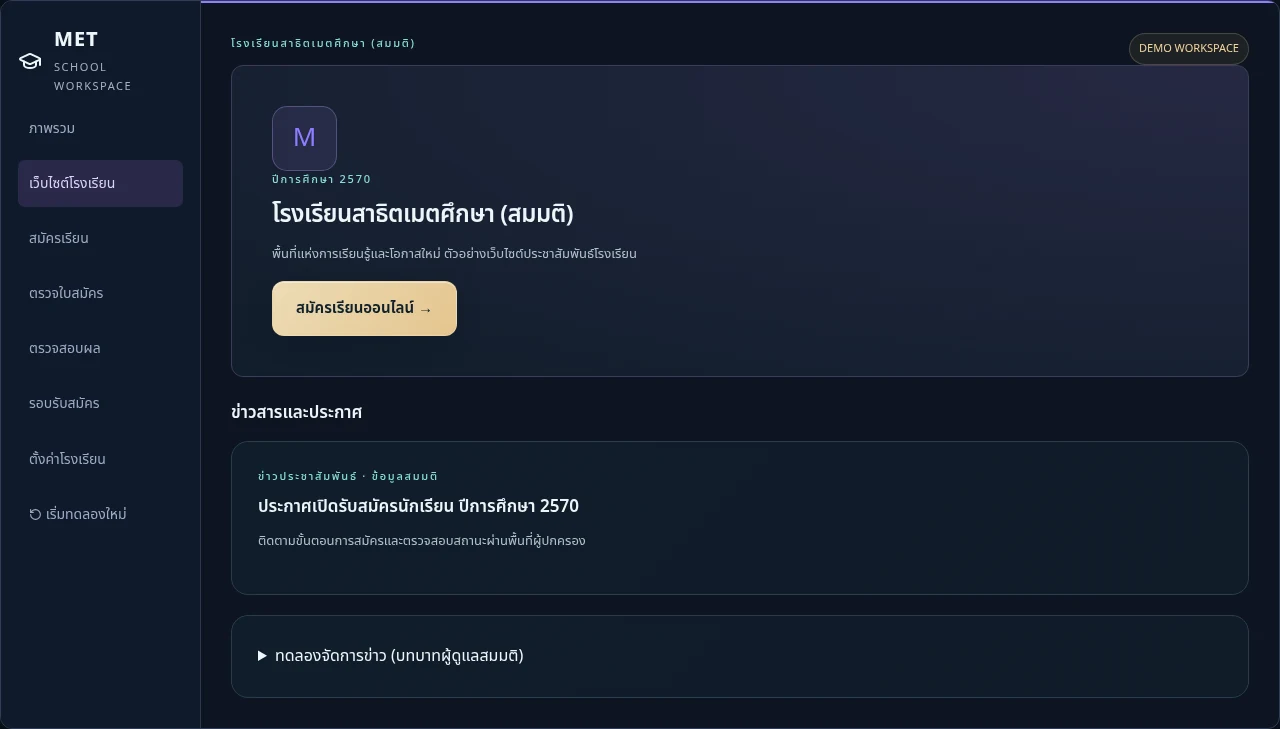 MET
SCHOOL
WORKSPACE
ภาพรวม
เว็บไซต์โรงเรียน
สมัครเรียน
ตรวจใบสมัคร
ตรวจสอบผล
รอบรับสมัคร
ตั้งค่าโรงเรียน
เริ่มทดลองใหม่
โรงเรียนสาธิตเมตศึกษา (สมมติ)
DEMO WORKSPACE
M
ปีการศึกษา 2570
โรงเรียนสาธิตเมตศึกษา (สมมติ)
พื้นที่แห่งการเรียนรู้และโอกาสใหม่ ตัวอย่างเว็บไซต์ประชาสัมพันธ์โรงเรียน
สมัครเรียนออนไลน์ →
ข่าวสารและประกาศ
ข่าวประชาสัมพันธ์ · ข้อมูลสมมติ
ประกาศเปิดรับสมัครนักเรียน ปีการศึกษา 2570
ติดตามขั้นตอนการสมัครและตรวจสอบสถานะผ่านพื้นที่ผู้ปกครอง
ทดลองจัดการข่าว (บทบาทผู้ดูแลสมมติ)